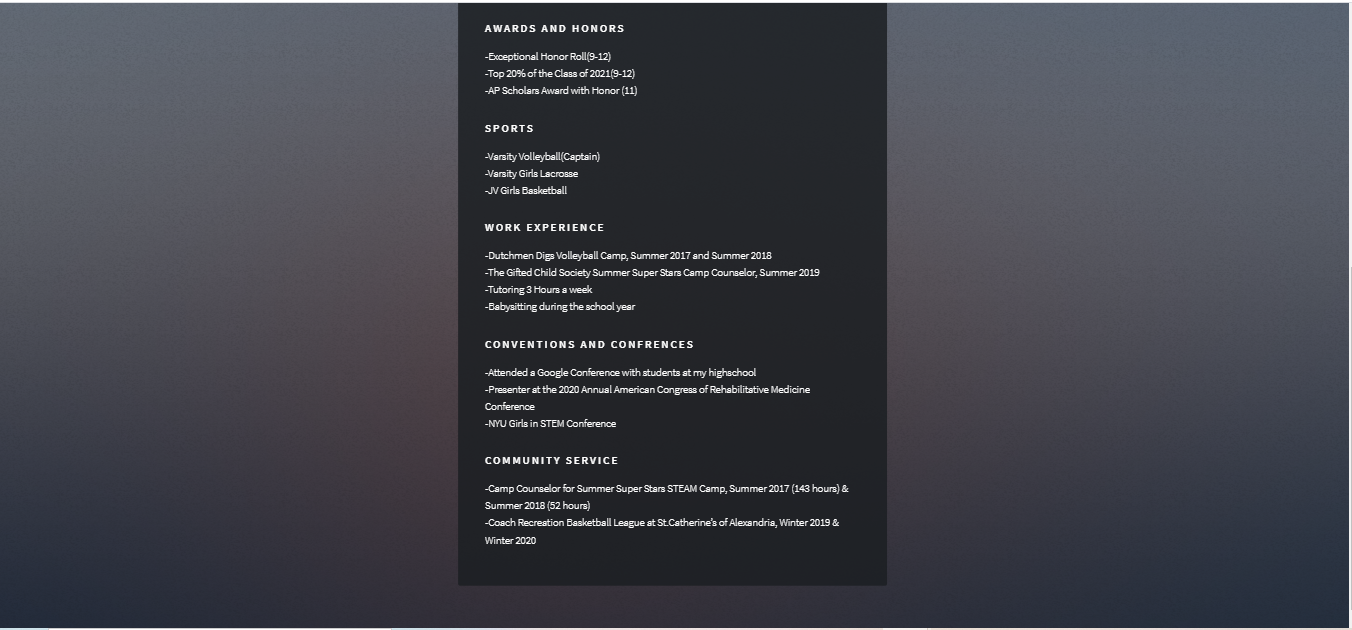 AWARDS AND HONORS
-Exceptional Honor Roll(9-12)
-Top 20% of the Class of 2021(9-12)
-AP Scholars Award with Honor (11)
SPORTS
-Varsity Volleyball(Captain)
-Varsity Girls Lacrosse
-JV Girls Basketball
WORK EXPERIENCE
-Dutchmen Digs Volleyball Camp, Summer 2017 and Summer 2018
-The Gifted Child Society Summer Super Stars Camp Counselor, Summer 2019
-Tutoring 3 Hours a week
-Babysitting during the school year
CONVENTIONS AND CONFRENCES
-Attended a Google Conference with students at my highschool
-Presenter at the 2020 Annual American Congress of Rehabilitative Medicine
Conference
-NYU Girls in STEM Conference
COMMUNITY SERVICE
-Camp Counselor for Summer Super Stars STEAM Camp, Summer 2017 (143 hours) &
Summer 2018 (52 hours)
-Coach Recreation Basketball League at St.Catherine's of Alexandria, Winter 2019 &
Winter 2020